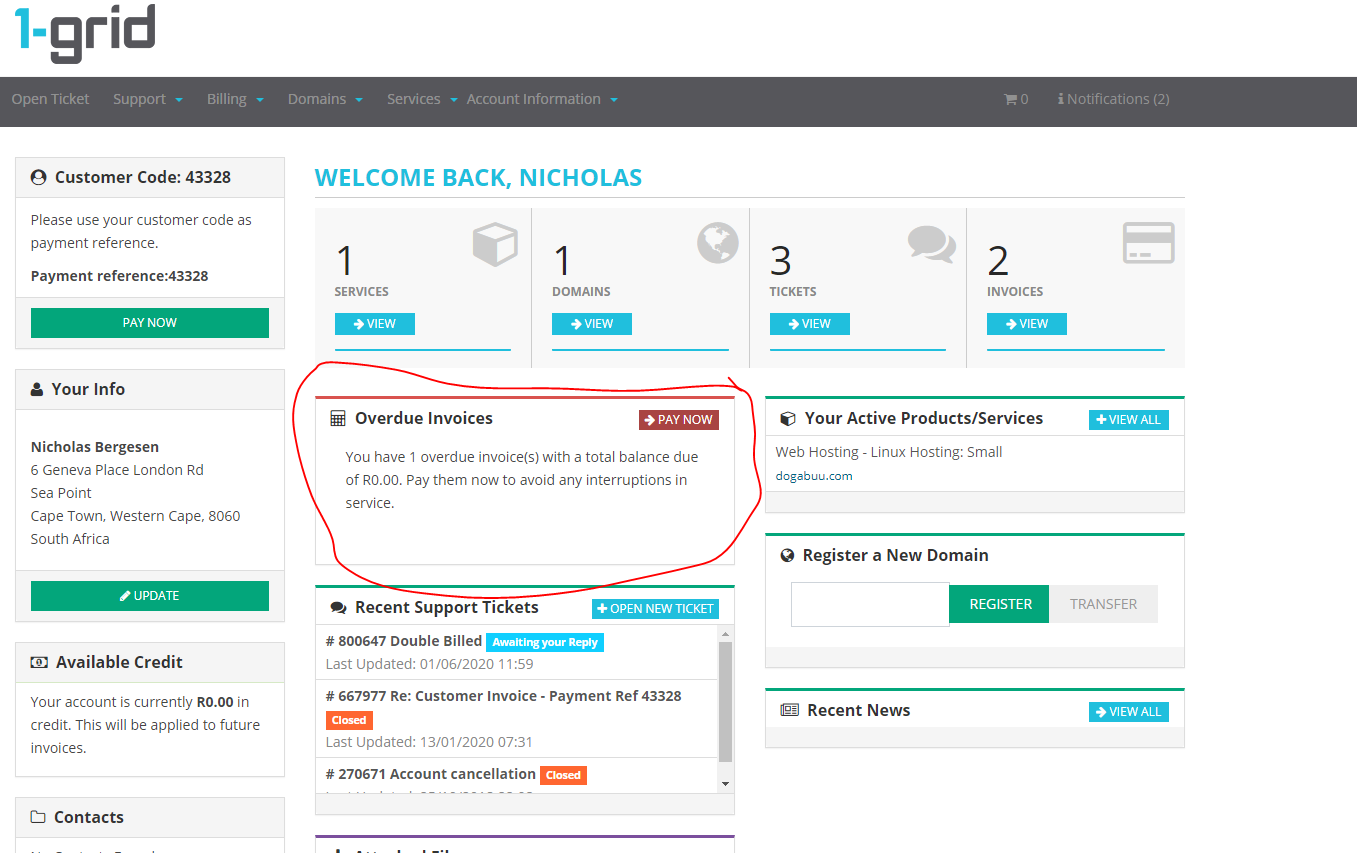 1-grid
Open Ticket Support Billing Domains Services Account Information 0 Notifications (2)
Customer Code: 43328
Please use your customer code as
payment reference.
Payment reference:43328
PAY NOW
Your Info
Nicholas Bergesen
6 Geneva Place London Rd
Sea Point
Cape Town, Western Cape, 8060
South Africa
UPDATE
Available Credit
Your account is currently R0.00 in
credit. This will be applied to future
invoices.
Contacts
WELCOME BACK, NICHOLAS
1
SERVICES
VIEW
1
DOMAINS
VIEW
3
TICKETS
VIEW
2
INVOICES
VIEW
Overdue Invoices PAY NOW
You have 1 overdue invoice(s) with a total balance due
of R0.00. Pay them now to avoid any interruptions in
service.
Recent Support Tickets OPEN NEW TICKET
# 800647 Double Billed Awaiting your Reply
Last Updated: 01/06/2020 11:59
# 667977 Re: Customer Invoice - Payment Ref 43328
Closed
Last Updated: 13/01/2020 07:31
# 270671 Account cancellation Closed
Your Active Products/Services VIEW ALL
Web Hosting - Linux Hosting: Small
dogabuu.com
Register a New Domain
REGISTER TRANSFER
Recent News VIEW ALL